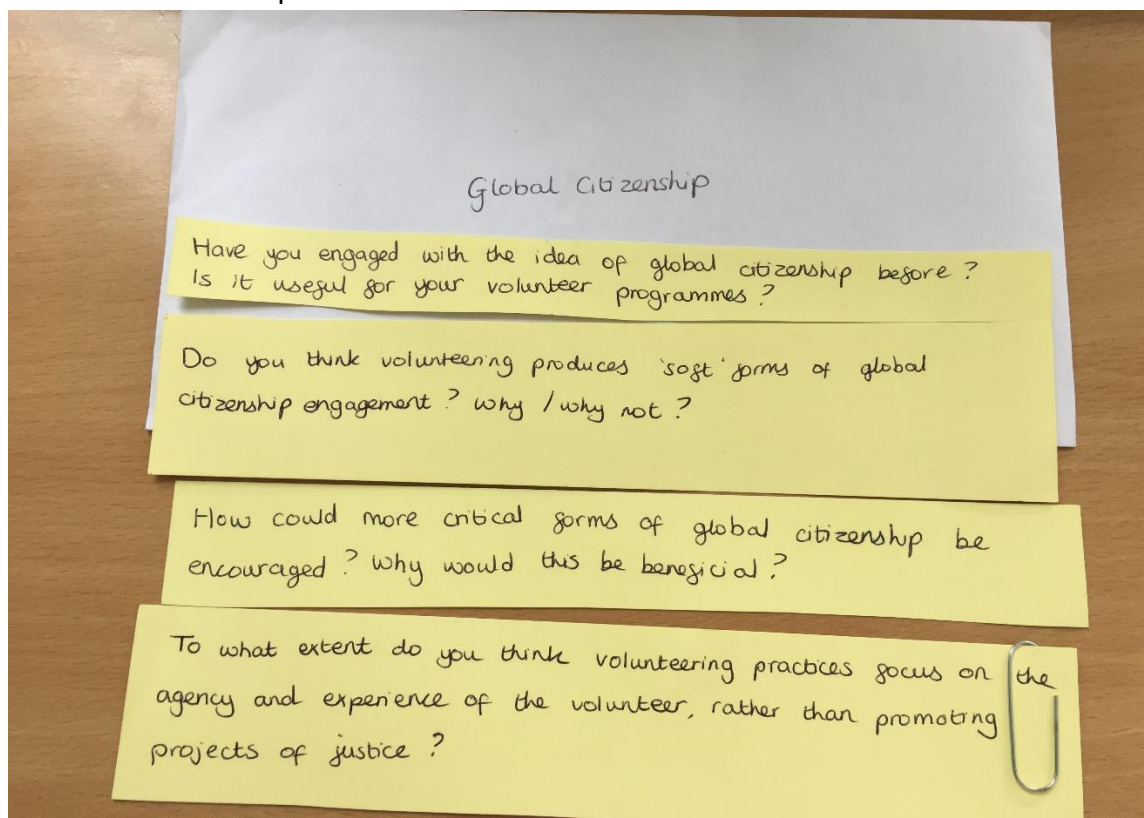 Global Citizenship
Have you engaged with the idea of global citizenship before?
Is it useful for your volunteer programmes?
Do you think volunteering produces 'soft' forms of global
citizenship engagement? why / why not?
How could more critical forms of global citizenship be
encouraged? Why would this be beneficial?
To what extent do you think volunteering practices focus on the
agency and experience of the volunteer, rather than promoting
projects of justice?